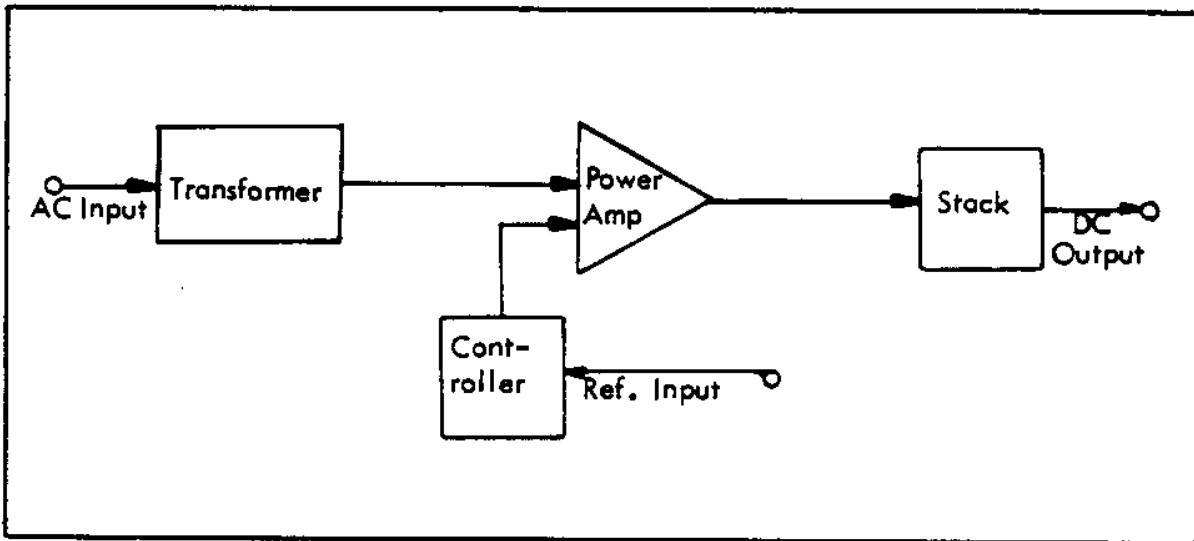 AC Input
Transformer
Power
Amp
Stack
DC
Output
Cont-
roller
Ref. Input